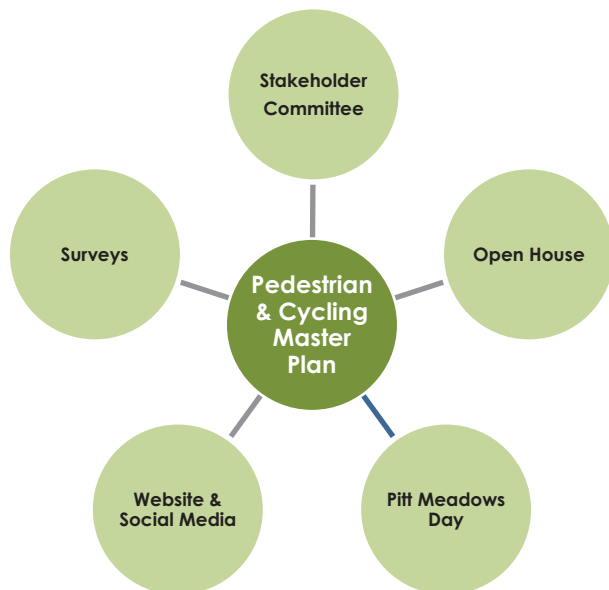 Stakeholder
Committee
Surveys
Open House
Pedestrian
& Cycling
Master
Plan
Website &
Social Media
Pitt Meadows
Day